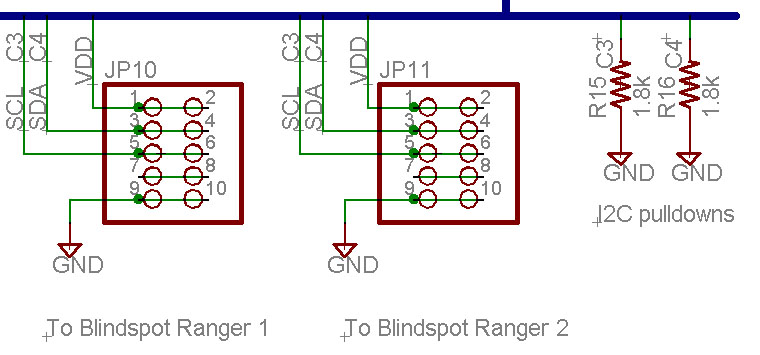 C3 C4 C3 C4 C3 C4
SCL SDA VDD SCL SDA VDD
JP10 JP11
R15 1.8k R16 1.8k
1 2 1 2
3 4 3 4
5 6 5 6
7 8 7 8
9 10 9 10
GND GND
I2C pulldowns
GND GND
To Blindspot Ranger 1 To Blindspot Ranger 2